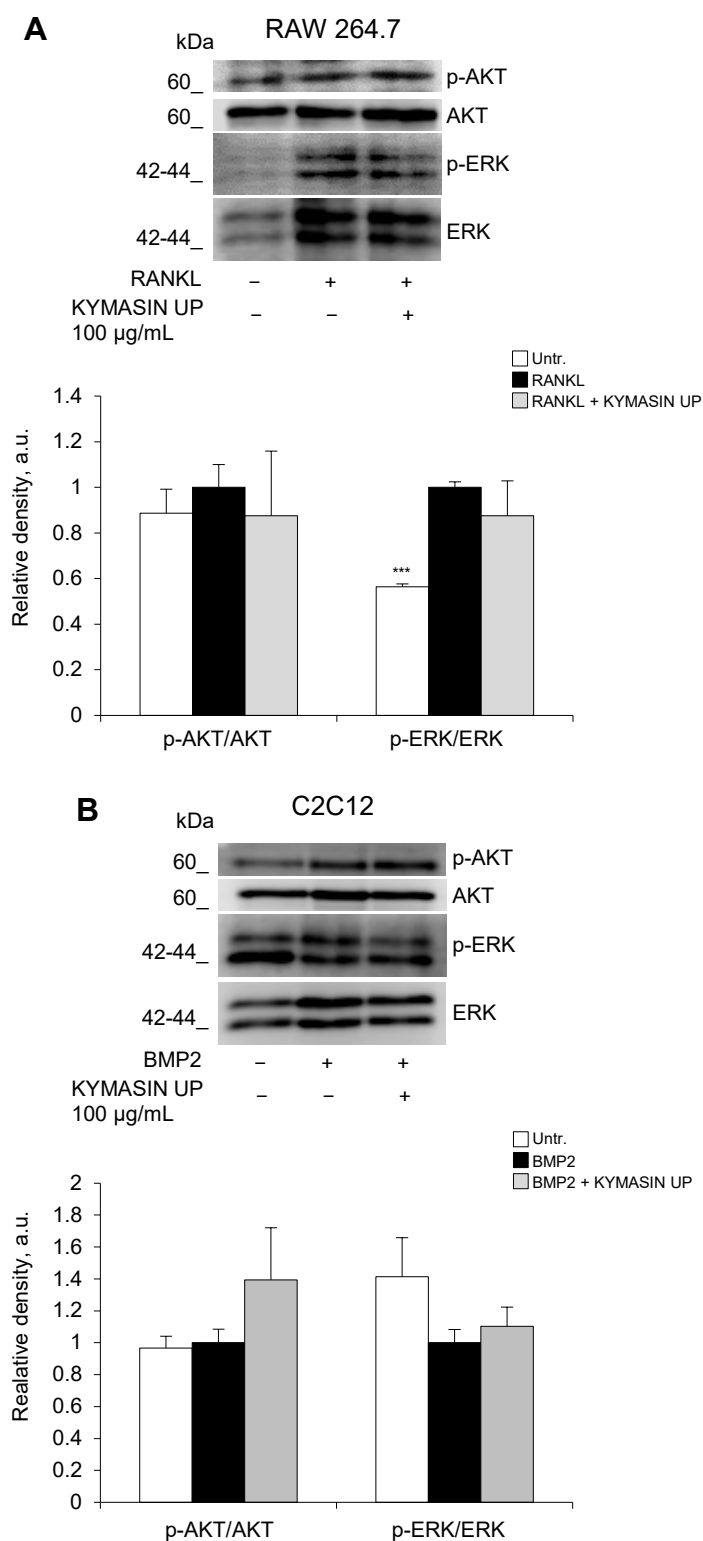 A
RAW 264.7
kDa
60_ p-AKT
60_ AKT
42-44_ p-ERK
42-44_ ERK
RANKL – + +
KYMASIN UP – – +
100 µg/mL
Untr.
RANKL
RANKL + KYMASIN UP
1.4
1.2
1
0.8
0.6
0.4
0.2
0
Relative density, a.u.
***
p-AKT/AKT p-ERK/ERK
B
C2C12
kDa
60_ p-AKT
60_ AKT
42-44_ p-ERK
42-44_ ERK
BMP2 – + +
KYMASIN UP – – +
100 µg/mL
Untr.
BMP2
BMP2 + KYMASIN UP
2
1.8
1.6
1.4
1.2
1
0.8
0.6
0.4
0.2
0
Realative density, a.u.
p-AKT/AKT p-ERK/ERK